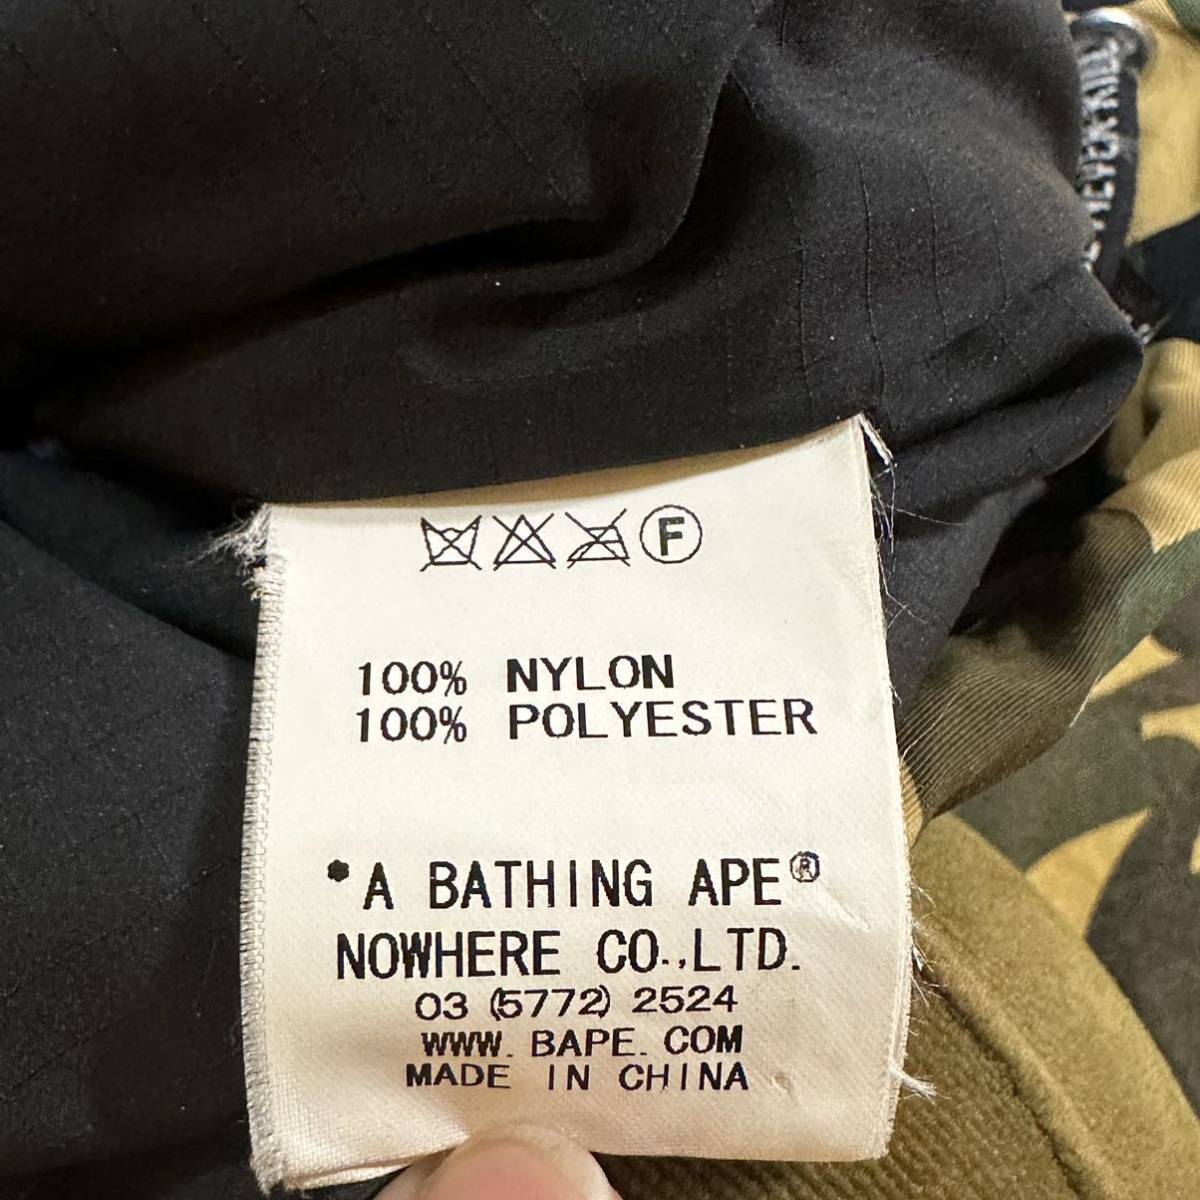 F
100% NYLON
100% POLYESTER
*A BATHING APE®
NOWHERE CO.,LTD.
03 (5772) 2524
WWW. BAPE. COM
MADE IN CHINA